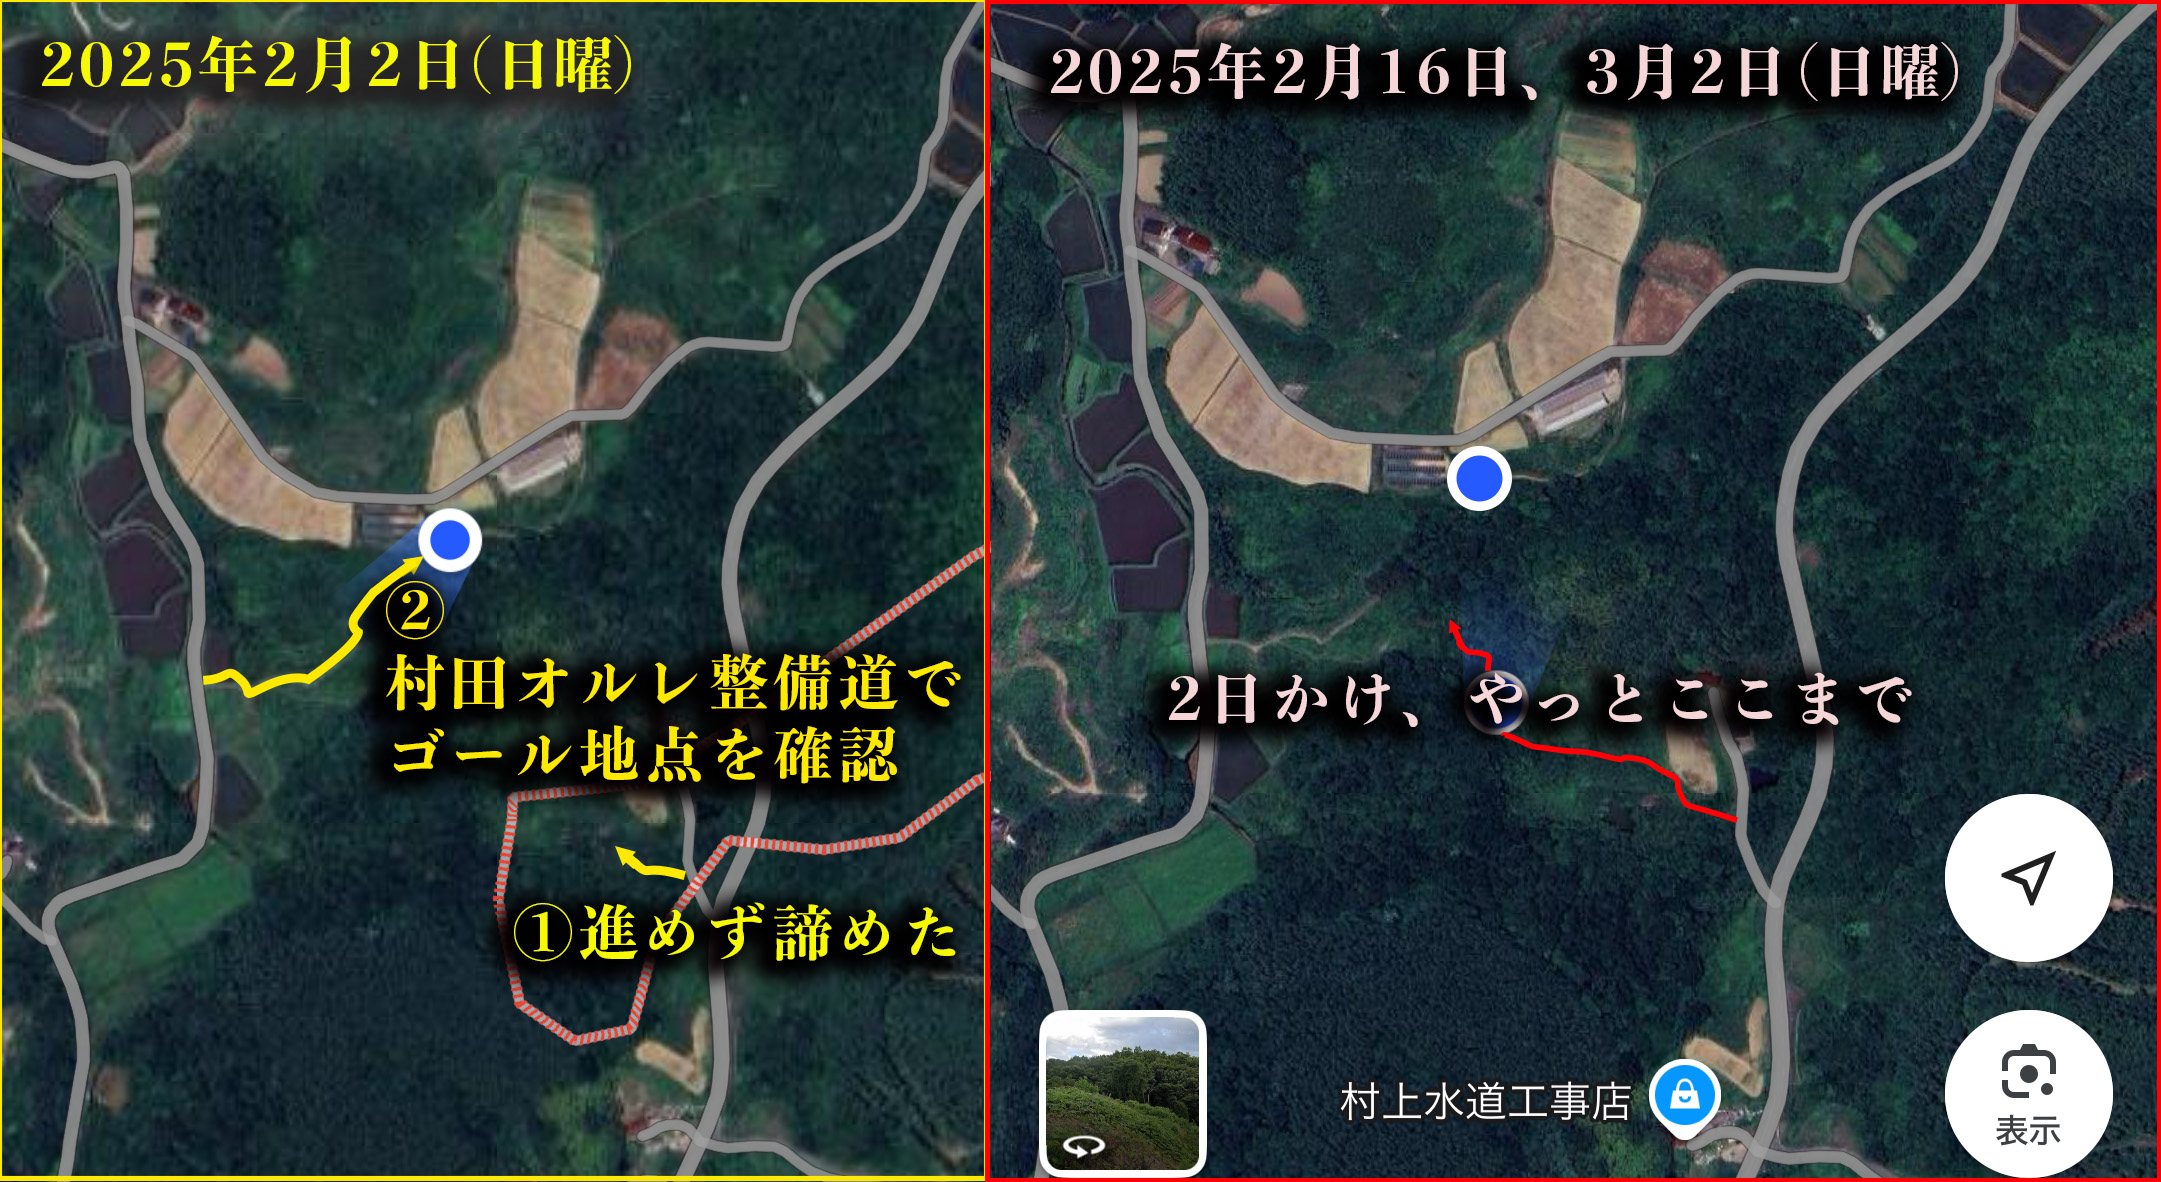 2025年2月2日(日曜)
②
村田オルレ整備道で
ゴール地点を確認
①進めず諦めた
2025年2月16日、3月2日(日曜)
2日かけ、やっとここまで
村上水道工事店
表示